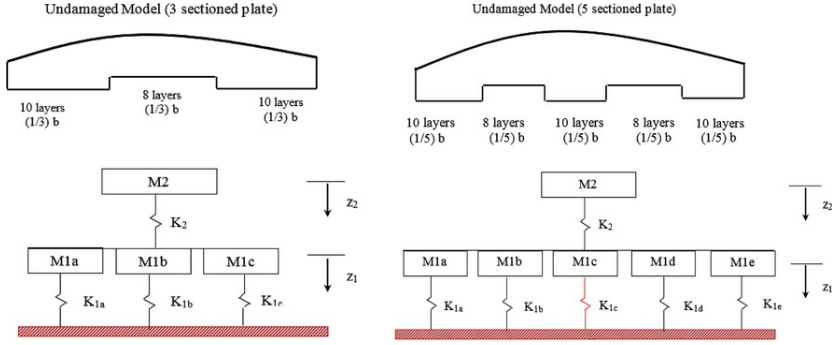 Undamaged Model (3 sectioned plate)
10 layers
(1/3) b
8 layers
(1/3) b
10 layers
(1/3) b
M2
K2
z2
M1a
M1b
M1c
z1
K1a
K1b
K1c
Undamaged Model (5 sectioned plate)
10 layers
(1/5) b
8 layers
(1/5) b
10 layers
(1/5) b
8 layers
(1/5) b
10 layers
(1/5) b
M2
K2
z2
M1a
M1b
M1c
M1d
M1e
z1
K1a
K1b
K1c
K1d
K1e